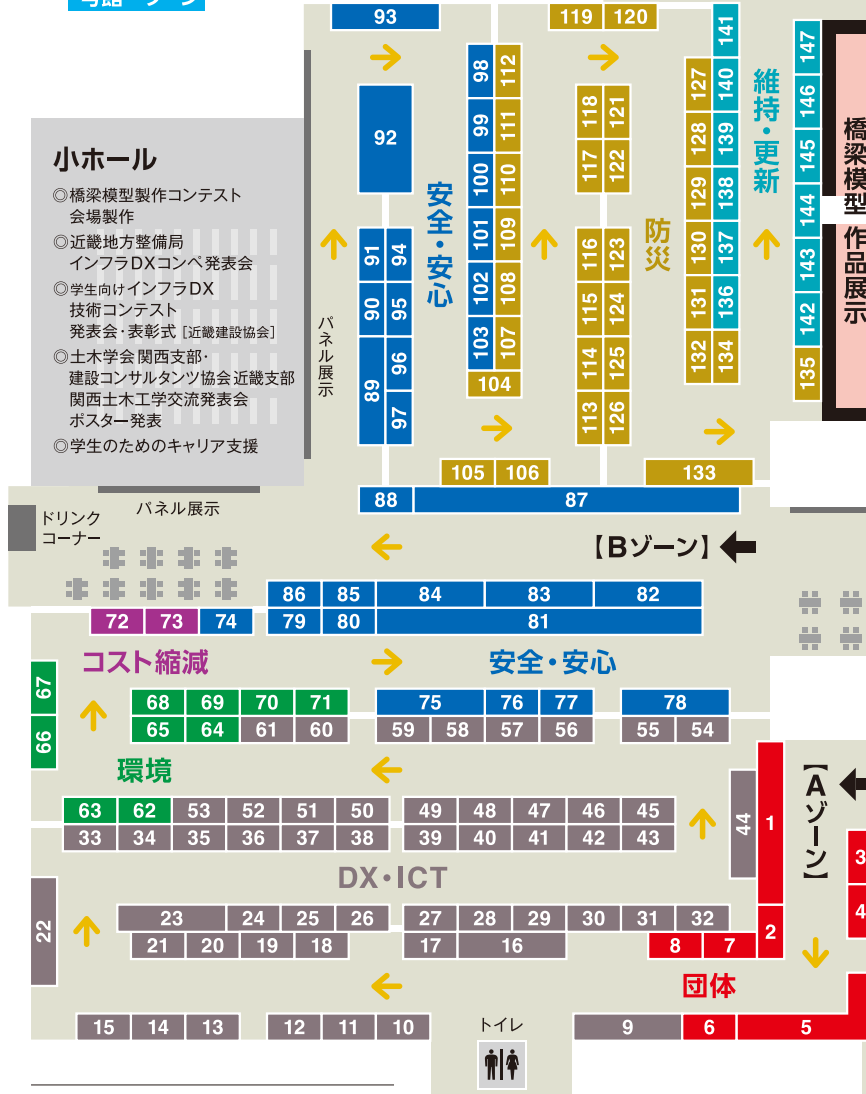 93
119 120
141
147
98 112
127 140
146
92
118 121
維持・更新
橋梁模型
作品展示
小ホール
◎橋梁模型製作コンテスト
会場製作
◎近畿地方整備局
インフラDXコンペ発表会
◎学生向けインフラDX
技術コンテスト
発表会・表彰式［近畿建設協会］
◎土木学会関西支部・
建設コンサルタンツ協会近畿支部
関西土木工学交流発表会
ポスター発表
◎学生のためのキャリア支援
パネル展示
安全・安心
防災
99 111
128 139
145
117 122
100 110
129 138
144
91 94
101 109
116 123
130 137
143
90 95
102 108
115 124
131 136
142
89
96
103 107
114 125
132 134
135
97
104
113 126
105 106
133
88 87
パネル展示
ドリンク
コーナー
【Bゾーン】
86 85 84 83 82
72 73 74 79 80 81
コスト縮減
安全・安心
67
68 69 70 71 75 76 77 78
66
65 64 61 60 59 58 57 56 55 54
環境
【Aゾーン】
63 62 53 52 51 50 49 48 47 46 45
33 34 35 36 37 38 39 40 41 42 43
44
1
3
4
DX・ICT
22
23 24 25 26 27 28 29 30 31 32
2
21 20 19 18 17 16 8 7
団体
15 14 13 12 11 10
トイレ
9 6 5